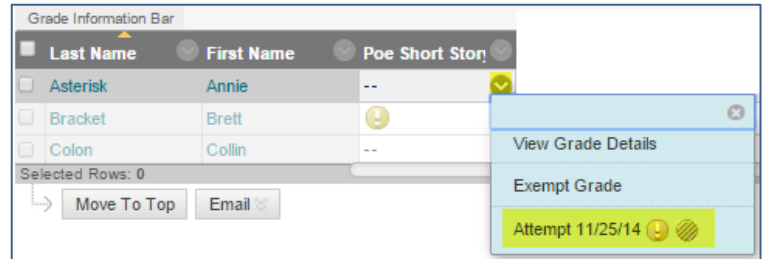 Grade Information Bar
Last Name First Name Poe Short Story
Asterisk Annie --
Bracket Brett
Colon Collin --
Selected Rows: 0
Move To Top Email
View Grade Details
Exempt Grade
Attempt 11/25/14